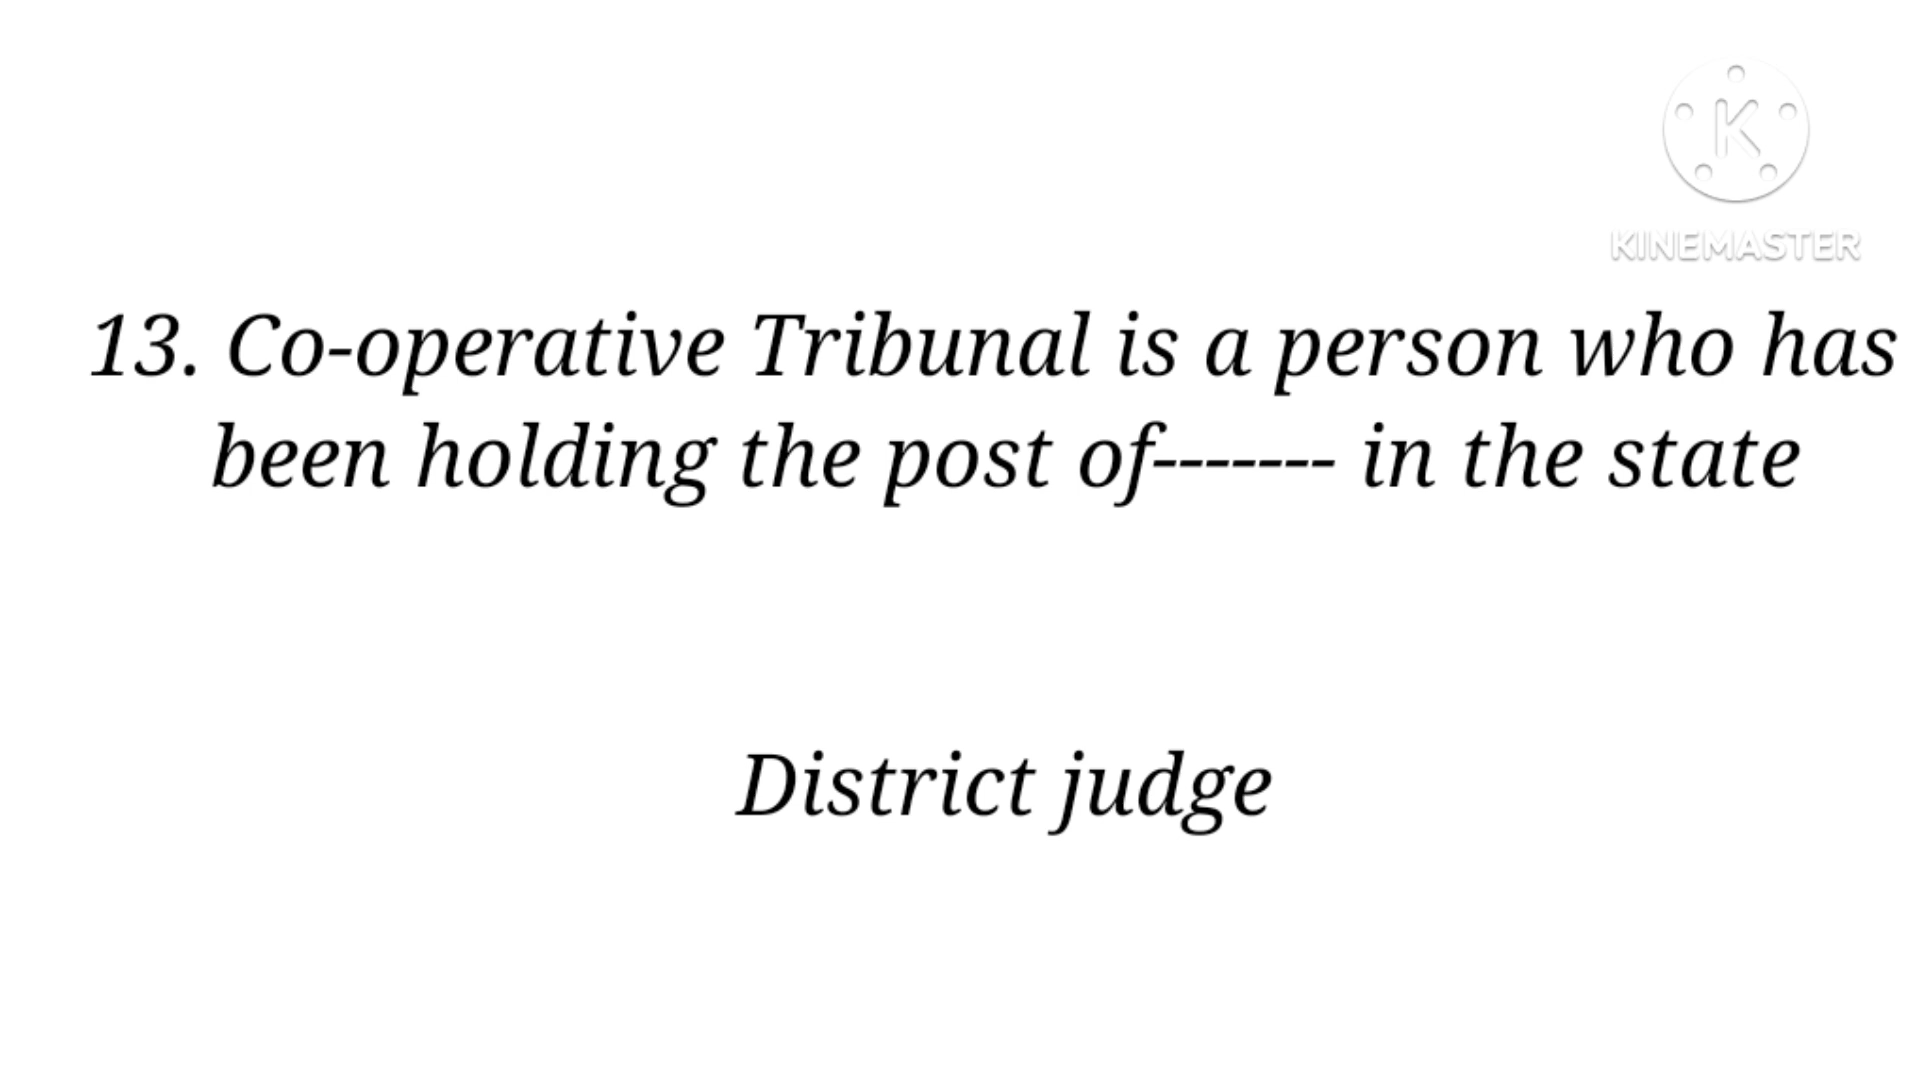 KINEMASTER
13. Co-operative Tribunal is a person who has
been holding the post of------- in the state
District judge